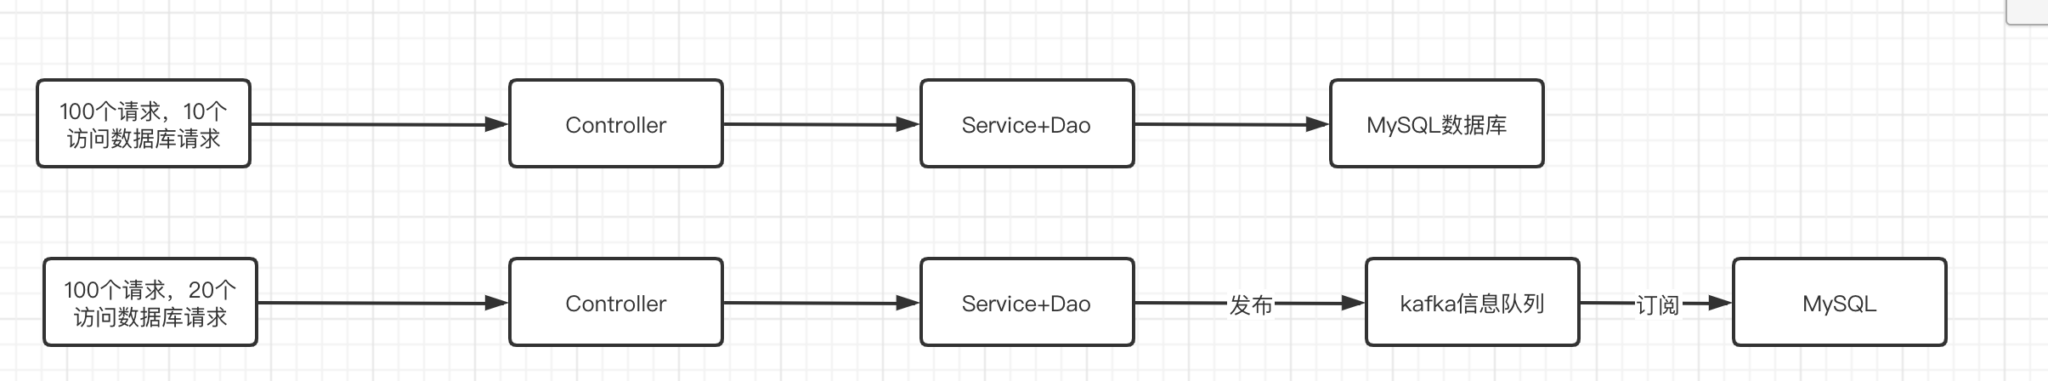 100个请求，10个
访问数据库请求
Controller
Service+Dao
MySQL数据库
100个请求，20个
访问数据库请求
Controller
Service+Dao
发布
kafka信息队列
订阅
MySQL